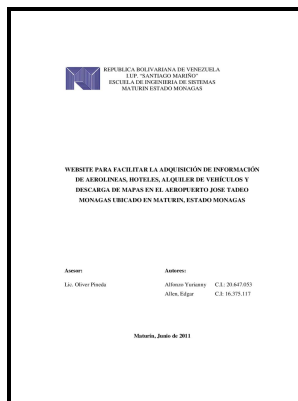 REPUBLICA BOLIVARIANA DE VENEZUELA
I.UP. "SANTIAGO MARIÑO"
ESCUELA DE INGENIERIA DE SISTEMAS
MATURIN ESTADO MONAGAS
WEBSITE PARA FACILITAR LA ADQUISICIÓN DE INFORMACIÓN
DE AEROLINEAS, HOTELES, ALQUILER DE VEHÍCULOS Y
DESCARGA DE MAPAS EN EL AEROPUERTO JOSE TADEO
MONAGAS UBICADO EN MATURIN, ESTADO MONAGAS
Asesor: Autores:
Lic. Oliver Pineda Alfonzo Yurianny C.I.: 20.647.053
Allen, Edgar C.I: 16.375.117
Maturín, Junio de 2011